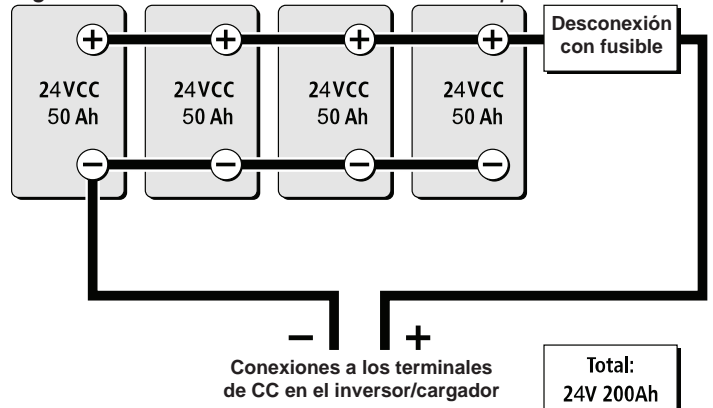 Desconexión
con fusible
+ + + +
24VCC 24VCC 24VCC 24VCC
50 Ah 50 Ah 50 Ah 50 Ah
− − − −
− +
Conexiones a los terminales
de CC en el inversor/cargador
Total:
24V 200Ah